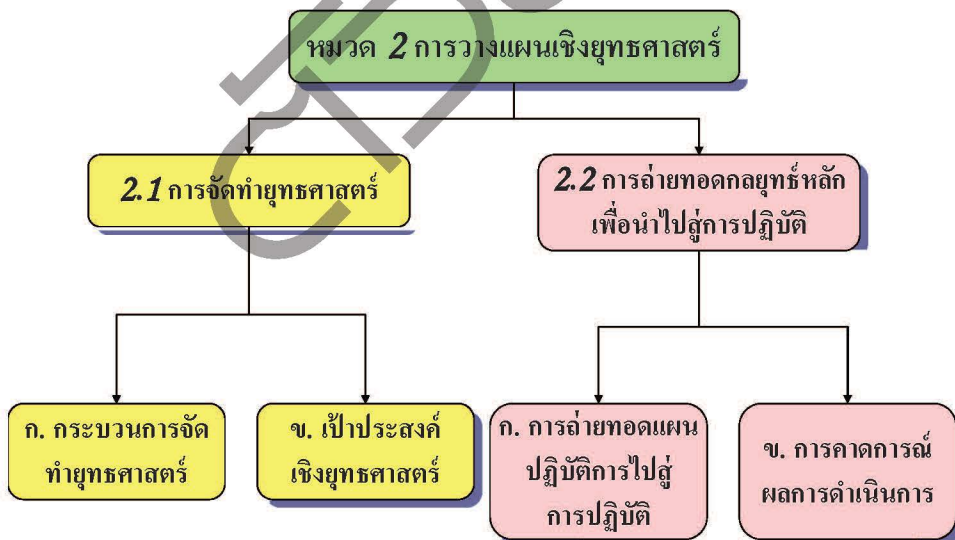 หมวด 2 การวางแผนเชิงยุทธศาสตร์
2.1 การจัดทำยุทธศาสตร์
2.2 การถ่ายทอดกลยุทธ์หลัก
เพื่อนำไปสู่การปฏิบัติ
ก. กระบวนการจัด
ทำยุทธศาสตร์
ข. เป้าประสงค์
เชิงยุทธศาสตร์
ก. การถ่ายทอดแผน
ปฏิบัติการไปสู่
การปฏิบัติ
ข. การคาดการณ์
ผลการดำเนินการ